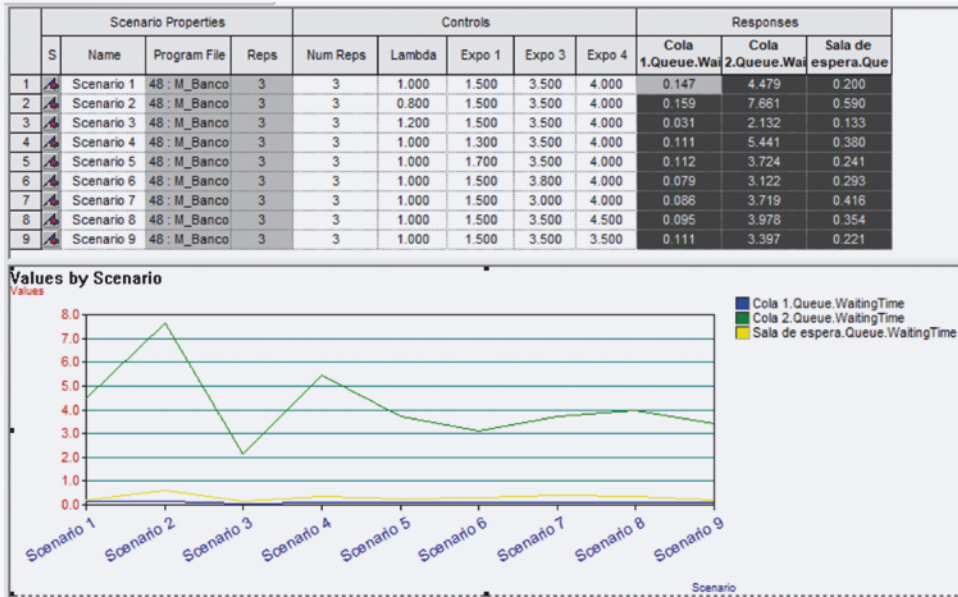 Scenario Properties Controls Responses
S Name Program File Reps Num Reps Lambda Expo 1 Expo 3 Expo 4 Cola 1.Queue.Wai Cola 2.Queue.Wai Sala de espera.Que
1 Scenario 1 48 : M_Banco 3 3 1.000 1.500 3.500 4.000 0.147 4.479 0.200
2 Scenario 2 48 : M_Banco 3 3 0.800 1.500 3.500 4.000 0.159 7.661 0.590
3 Scenario 3 48 : M_Banco 3 3 1.200 1.500 3.500 4.000 0.031 2.132 0.133
4 Scenario 4 48 : M_Banco 3 3 1.000 1.300 3.500 4.000 0.111 5.441 0.380
5 Scenario 5 48 : M_Banco 3 3 1.000 1.700 3.500 4.000 0.112 3.724 0.241
6 Scenario 6 48 : M_Banco 3 3 1.000 1.500 3.800 4.000 0.079 3.122 0.293
7 Scenario 7 48 : M_Banco 3 3 1.000 1.500 3.000 4.000 0.086 3.719 0.416
8 Scenario 8 48 : M_Banco 3 3 1.000 1.500 3.500 4.500 0.095 3.978 0.354
9 Scenario 9 48 : M_Banco 3 3 1.000 1.500 3.500 3.500 0.111 3.397 0.221
Values by Scenario
Values
8.0
7.0
6.0
5.0
4.0
3.0
2.0
1.0
0.0
Scenario 1 Scenario 2 Scenario 3 Scenario 4 Scenario 5 Scenario 6 Scenario 7 Scenario 8 Scenario 9
Scenario
Cola 1.Queue.WaitingTime
Cola 2.Queue.WaitingTime
Sala de espera.Queue.WaitingTime